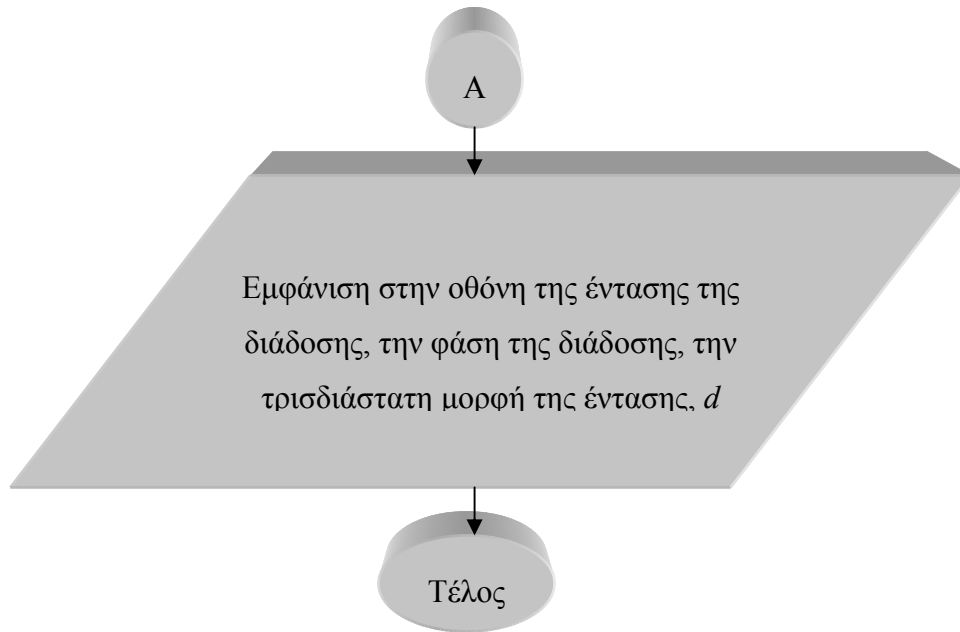 Α
Εμφάνιση στην οθόνη της έντασης της
διάδοσης, την φάση της διάδοσης, την
τρισδιάστατη μορφή της έντασης, d
Τέλος